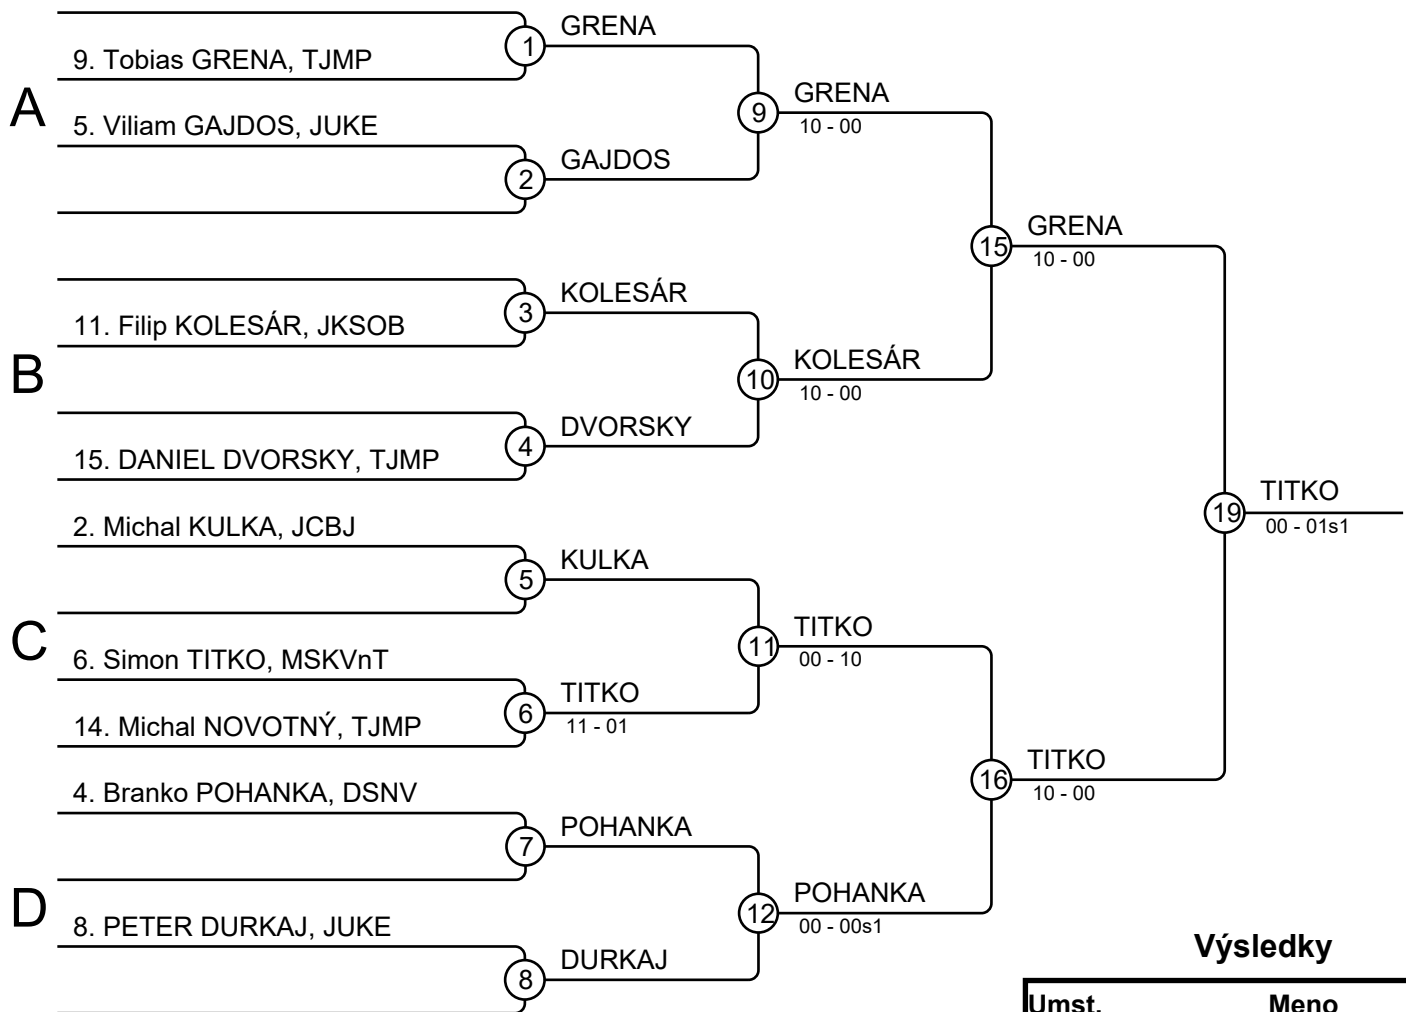 GRENA
1
9. Tobias GRENA, TJMP
A
GRENA
9
10 - 00
5. Viliam GAJDOS, JUKE
GAJDOS
2
GRENA
15
10 - 00
KOLESÁR
3
11. Filip KOLESÁR, JKSOB
B
KOLESÁR
10
10 - 00
DVORSKY
4
15. DANIEL DVORSKY, TJMP
TITKO
19
00 - 01s1
2. Michal KULKA, JCBJ
KULKA
5
C
TITKO
11
00 - 10
6. Simon TITKO, MSKVnT
TITKO
6
11 - 01
14. Michal NOVOTNÝ, TJMP
TITKO
16
10 - 00
4. Branko POHANKA, DSNV
POHANKA
7
D
POHANKA
12
00 - 00s1
8. PETER DURKAJ, JUKE
DURKAJ
8
Výsledky
Umst. Meno